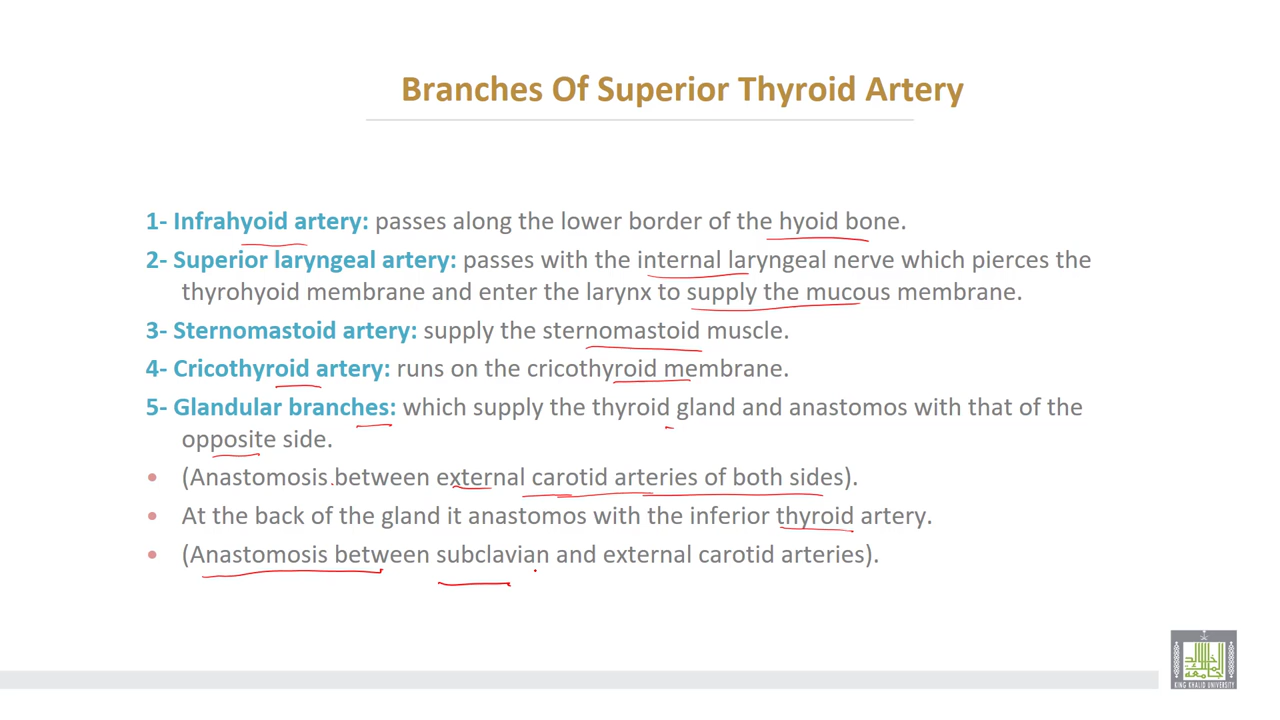 Branches Of Superior Thyroid Artery
1- Infrahyoid artery: passes along the lower border of the hyoid bone.
2- Superior laryngeal artery: passes with the internal laryngeal nerve which pierces the
thyrohyoid membrane and enter the larynx to supply the mucous membrane.
3- Sternomastoid artery: supply the sternomastoid muscle.
4- Cricothyroid artery: runs on the cricothyroid membrane.
5- Glandular branches: which supply the thyroid gland and anastomos with that of the
opposite side.
• (Anastomosis between external carotid arteries of both sides).
• At the back of the gland it anastomos with the inferior thyroid artery.
• (Anastomosis between subclavian and external carotid arteries).
KING KHALID UNIVERSITY